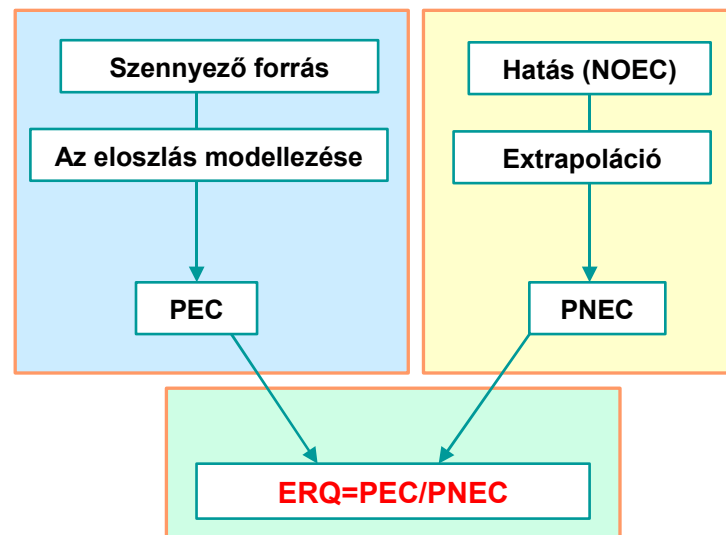 Szennyező forrás
Az eloszlás modellezése
PEC
Hatás (NOEC)
Extrapoláció
PNEC
ERQ=PEC/PNEC